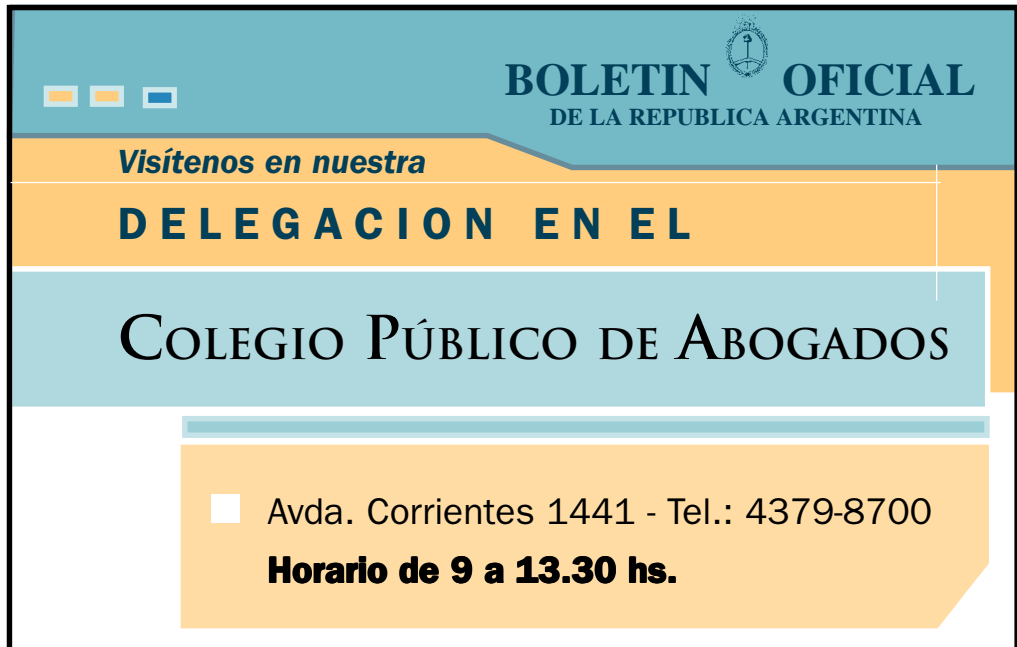 BOLETIN OFICIAL
DE LA REPUBLICA ARGENTINA
Visítenos en nuestra
DELEGACION EN EL
COLEGIO PÚBLICO DE ABOGADOS
Avda. Corrientes 1441 - Tel.: 4379-8700
Horario de 9 a 13.30 hs.